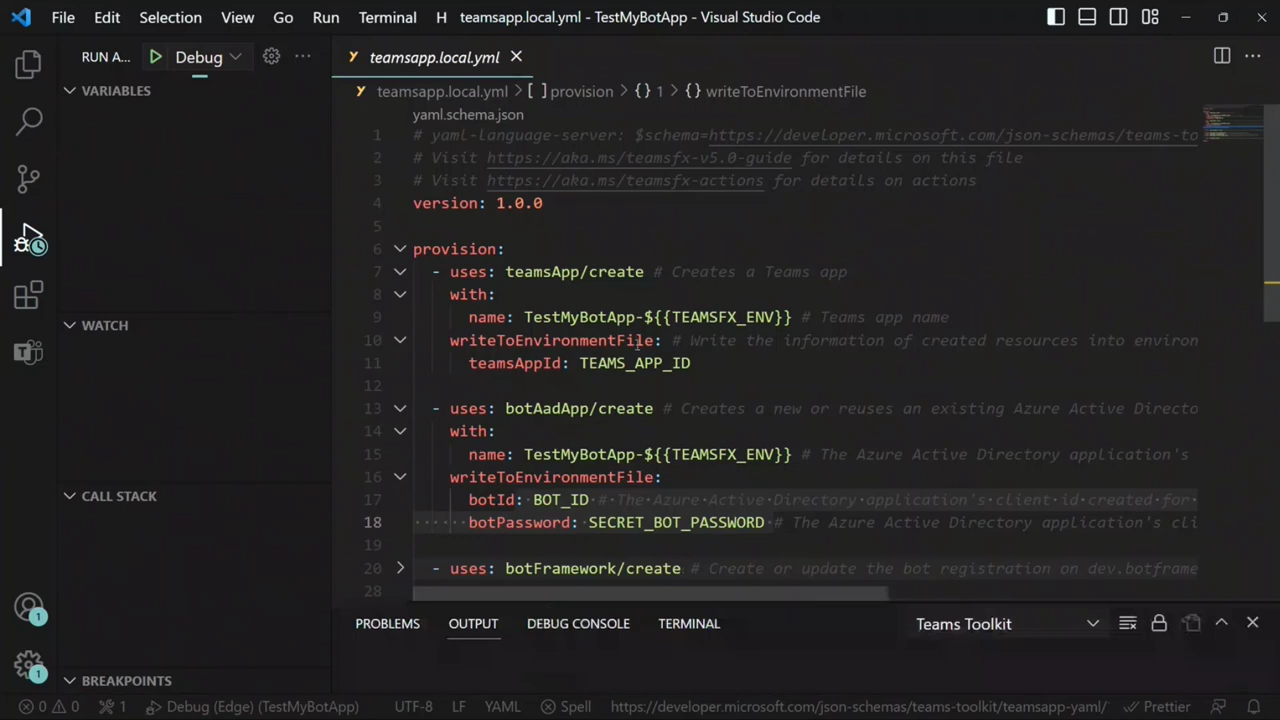 File Edit Selection View Go Run Terminal H teamsapp.local.yml - TestMyBotApp - Visual Studio Code
RUN A... Debug
teamsapp.local.yml
VARIABLES
teamsapp.local.yml > [ ] provision > {} 1 > {} writeToEnvironmentFile
yaml.schema.json
1 # yaml-language-server: $schema=https://developer.microsoft.com/json-schemas/teams-to
2 # Visit https://aka.ms/teamsfx-v5.0-guide for details on this file
3 # Visit https://aka.ms/teamsfx-actions for details on actions
4 version: 1.0.0
5
6 provision:
7 - uses: teamsApp/create # Creates a Teams app
8 with:
9 name: TestMyBotApp-${{TEAMSFX_ENV}} # Teams app name
10 writeToEnvironmentFile: # Write the information of created resources into environ
11 teamsAppId: TEAMS_APP_ID
12
13 - uses: botAadApp/create # Creates a new or reuses an existing Azure Active Directo
14 with:
15 name: TestMyBotApp-${{TEAMSFX_ENV}} # The Azure Active Directory application's
16 writeToEnvironmentFile:
17 botId: BOT_ID # The Azure Active Directory application's client id created for
18 botPassword: SECRET_BOT_PASSWORD # The Azure Active Directory application's cli
19
20 - uses: botFramework/create # Create or update the bot registration on dev.botframe
28
WATCH
CALL STACK
BREAKPOINTS
1
1
PROBLEMS OUTPUT DEBUG CONSOLE TERMINAL Teams Toolkit
0 0 1 Debug (Edge) (TestMyBotApp) UTF-8 LF YAML Spell https://developer.microsoft.com/json-schemas/teams-toolkit/teamsapp-yaml/ Prettier